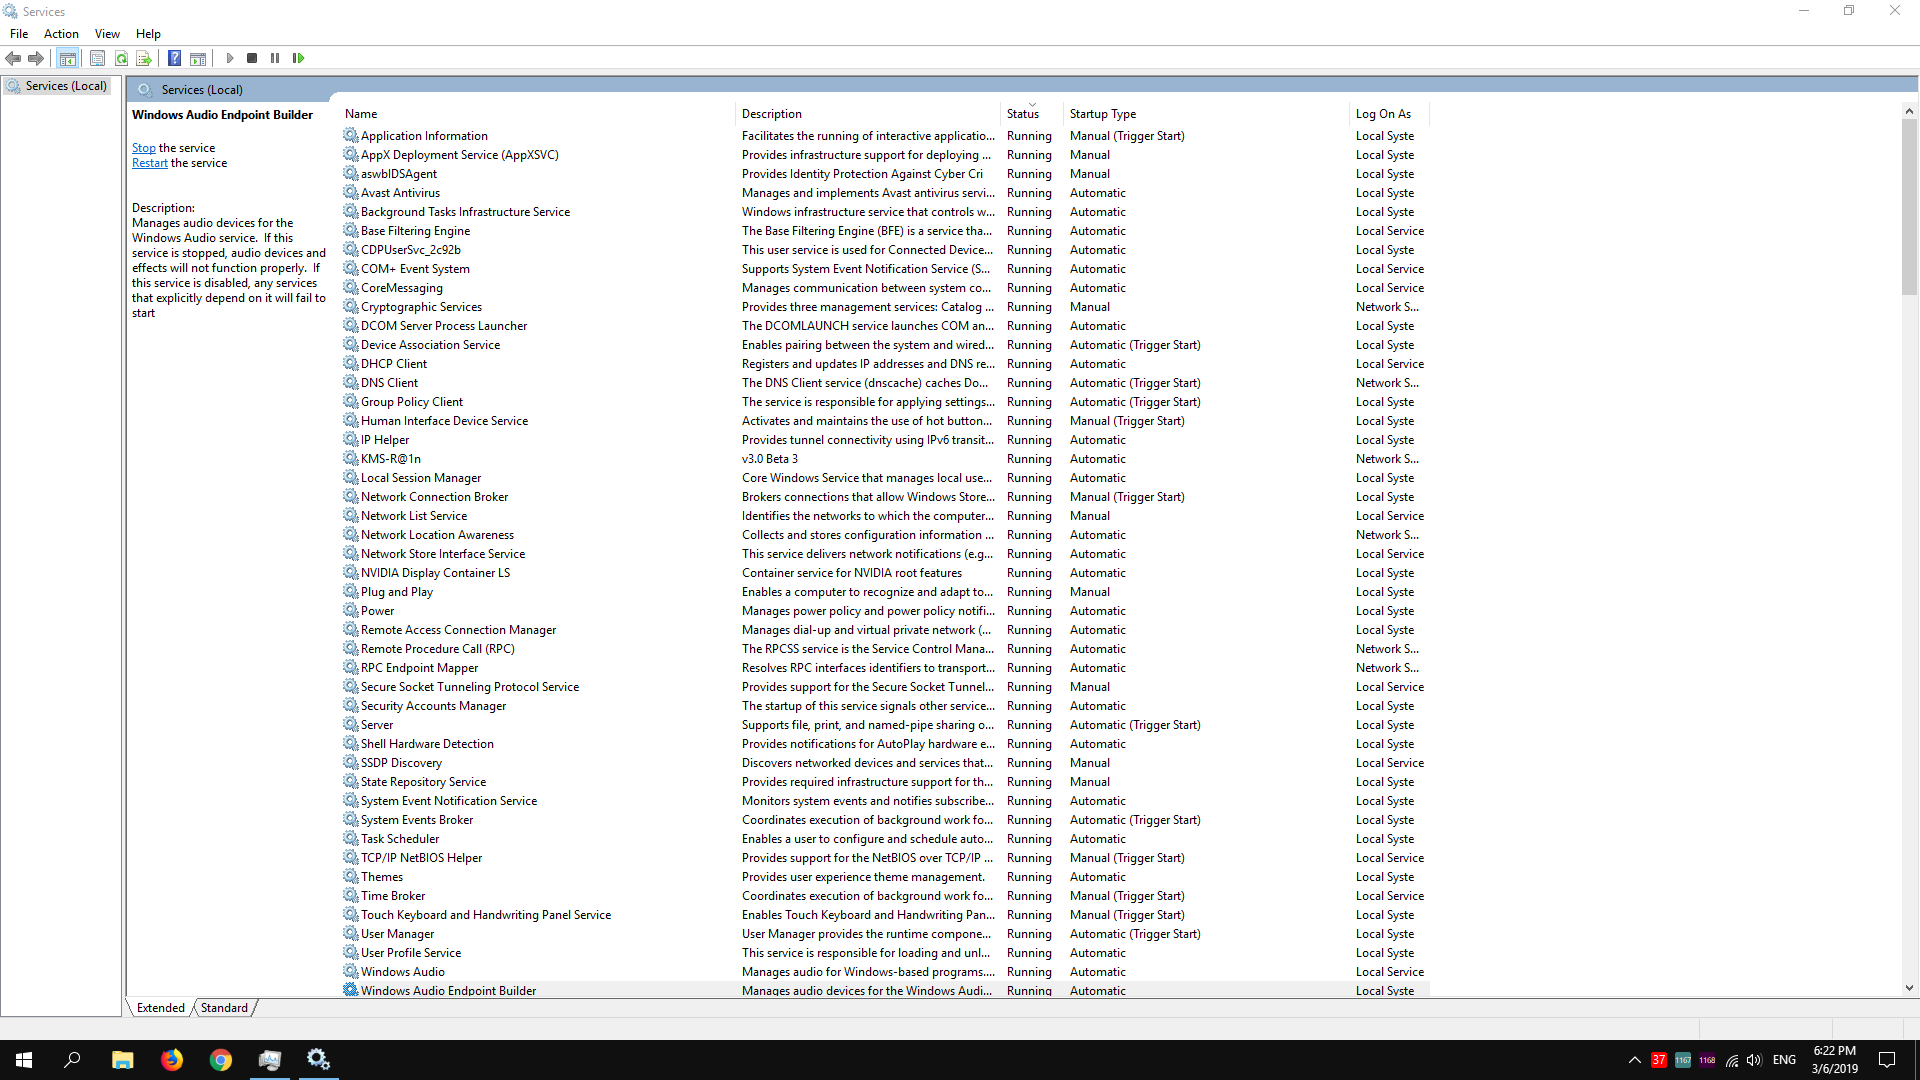 Services
File Action View Help
Services (Local)
Services (Local)
Windows Audio Endpoint Builder
Stop the service
Restart the service
Description:
Manages audio devices for the
Windows Audio service. If this
service is stopped, audio devices and
effects will not function properly. If
this service is disabled, any services
that explicitly depend on it will fail to
start
Name Description Status Startup Type Log On As
Application Information Facilitates the running of interactive applicatio... Running Manual (Trigger Start) Local Syste
AppX Deployment Service (AppXSVC) Provides infrastructure support for deploying ... Running Manual Local Syste
aswbIDSAgent Provides Identity Protection Against Cyber Cri Running Manual Local Syste
Avast Antivirus Manages and implements Avast antivirus servi... Running Automatic Local Syste
Background Tasks Infrastructure Service Windows infrastructure service that controls w... Running Automatic Local Syste
Base Filtering Engine The Base Filtering Engine (BFE) is a service tha... Running Automatic Local Service
CDPUserSvc_2c92b This user service is used for Connected Device... Running Automatic Local Syste
COM+ Event System Supports System Event Notification Service (S... Running Automatic Local Service
CoreMessaging Manages communication between system co... Running Automatic Local Service
Cryptographic Services Provides three management services: Catalog ... Running Manual Network S...
DCOM Server Process Launcher The DCOMLAUNCH service launches COM an... Running Automatic Local Syste
Device Association Service Enables pairing between the system and wired... Running Automatic (Trigger Start) Local Syste
DHCP Client Registers and updates IP addresses and DNS re... Running Automatic Local Service
DNS Client The DNS Client service (dnscache) caches Do... Running Automatic (Trigger Start) Network S...
Group Policy Client The service is responsible for applying settings... Running Automatic (Trigger Start) Local Syste
Human Interface Device Service Activates and maintains the use of hot button... Running Manual (Trigger Start) Local Syste
IP Helper Provides tunnel connectivity using IPv6 transit... Running Automatic Local Syste
KMS-R@1n v3.0 Beta 3 Running Automatic Network S...
Local Session Manager Core Windows Service that manages local use... Running Automatic Local Syste
Network Connection Broker Brokers connections that allow Windows Store... Running Manual (Trigger Start) Local Syste
Network List Service Identifies the networks to which the computer... Running Manual Local Service
Network Location Awareness Collects and stores configuration information ... Running Automatic Network S...
Network Store Interface Service This service delivers network notifications (e.g... Running Automatic Local Service
NVIDIA Display Container LS Container service for NVIDIA root features Running Automatic Local Syste
Plug and Play Enables a computer to recognize and adapt to... Running Manual Local Syste
Power Manages power policy and power policy notifi... Running Automatic Local Syste
Remote Access Connection Manager Manages dial-up and virtual private network (... Running Automatic Local Syste
Remote Procedure Call (RPC) The RPCSS service is the Service Control Mana... Running Automatic Network S...
RPC Endpoint Mapper Resolves RPC interfaces identifiers to transport... Running Automatic Network S...
Secure Socket Tunneling Protocol Service Provides support for the Secure Socket Tunnel... Running Manual Local Service
Security Accounts Manager The startup of this service signals other service... Running Automatic Local Syste
Server Supports file, print, and named-pipe sharing o... Running Automatic (Trigger Start) Local Syste
Shell Hardware Detection Provides notifications for AutoPlay hardware e... Running Automatic Local Syste
SSDP Discovery Discovers networked devices and services that... Running Manual Local Service
State Repository Service Provides required infrastructure support for th... Running Manual Local Syste
System Event Notification Service Monitors system events and notifies subscribe... Running Automatic Local Syste
System Events Broker Coordinates execution of background work fo... Running Automatic (Trigger Start) Local Syste
Task Scheduler Enables a user to configure and schedule auto... Running Automatic Local Syste
TCP/IP NetBIOS Helper Provides support for the NetBIOS over TCP/IP ... Running Manual (Trigger Start) Local Service
Themes Provides user experience theme management. Running Automatic Local Syste
Time Broker Coordinates execution of background work fo... Running Manual (Trigger Start) Local Service
Touch Keyboard and Handwriting Panel Service Enables Touch Keyboard and Handwriting Pan... Running Manual (Trigger Start) Local Syste
User Manager User Manager provides the runtime compone... Running Automatic (Trigger Start) Local Syste
User Profile Service This service is responsible for loading and unl... Running Automatic Local Syste
Windows Audio Manages audio for Windows-based programs.... Running Automatic Local Service
Windows Audio Endpoint Builder Manages audio devices for the Windows Audi... Running Automatic Local Syste
Extended Standard
37 1167 1168 ENG 6:22 PM
3/6/2019